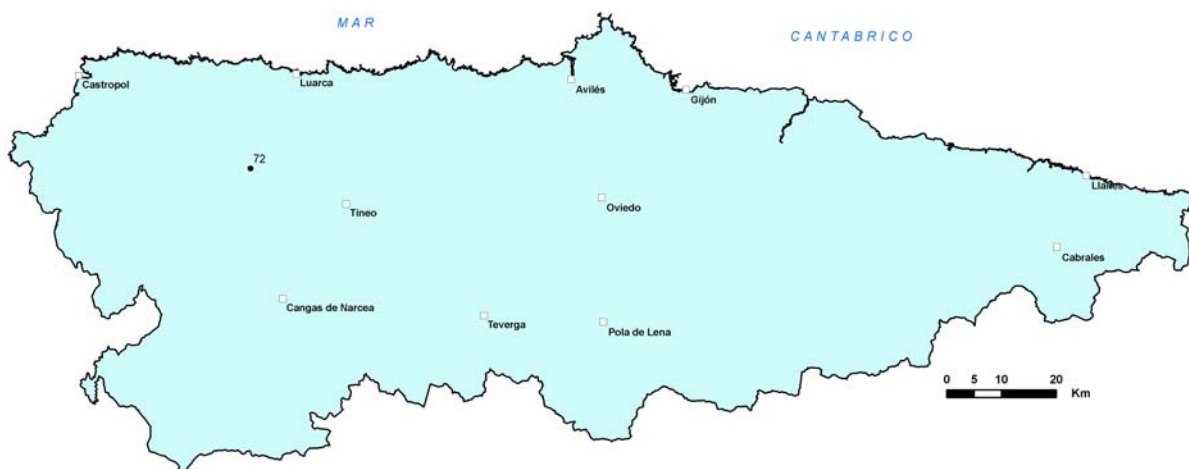 MAR
CANTABRICO
Castropol
Luarca
Avilés
Gijón
72
Llanes
Tineo
Oviedo
Cabrales
Cangas de Narcea
Teverga
Pola de Lena
0 5 10 20
Km